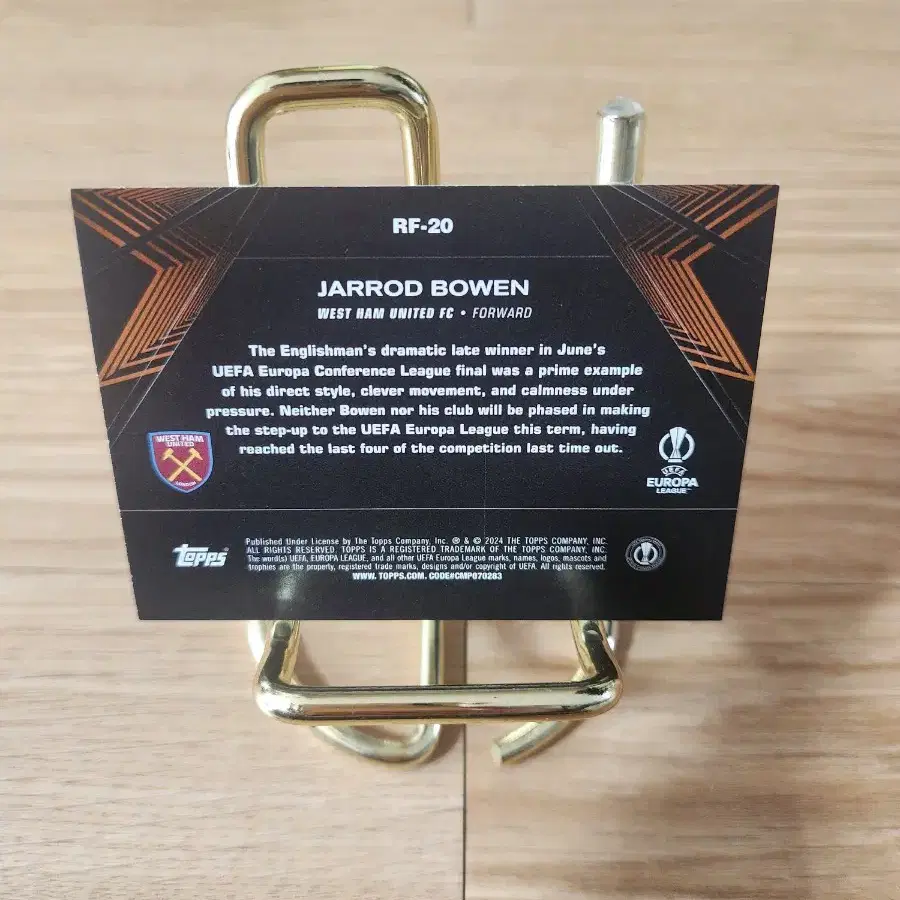 RF-20
JARROD BOWEN
WEST HAM UNITED FC • FORWARD
The Englishman's dramatic late winner in June's
UEFA Europa Conference League final was a prime example
of his direct style, clever movement, and calmness under
pressure. Neither Bowen nor his club will be phased in making
the step-up to the UEFA Europa League this term, having
reached the last four of the competition last time out.
WEST HAM
UNITED
LONDON
UEFA
EUROPA
LEAGUE™
topps
Published Under License by The Topps Company, Inc. ® & © 2024 THE TOPPS COMPANY, INC.
ALL RIGHTS RESERVED. TOPPS IS A REGISTERED TRADEMARK OF THE TOPPS COMPANY, INC.
The word(s) UEFA, EUROPA LEAGUE, and all other UEFA Europa League marks, names, logos, mascots and
trophies are the property, registered trade marks, designs and/or copyright of UEFA. All rights reserved.
WWW. TOPPS.COM. CODE#CMP070283